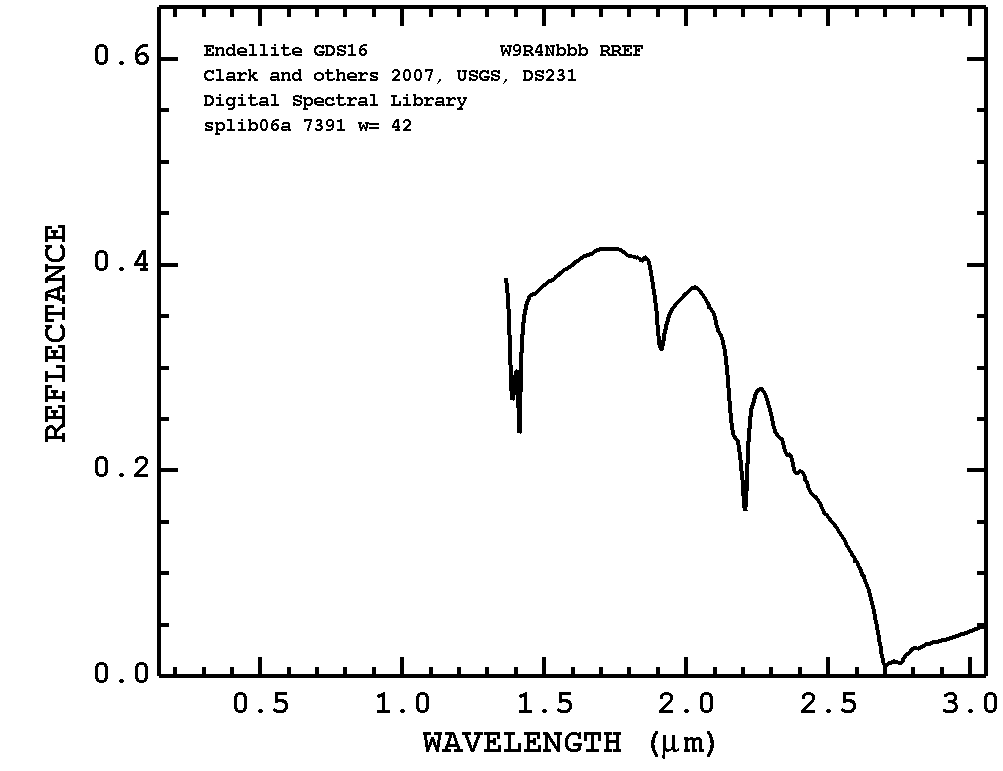 Endellite GDS16 W9R4Nbbb RREF
Clark and others 2007, USGS, DS231
Digital Spectral Library
splib06a 7391 w= 42
REFLECTANCE
0.6
0.4
0.2
0.0
0.5 1.0 1.5 2.0 2.5 3.0
WAVELENGTH (μm)